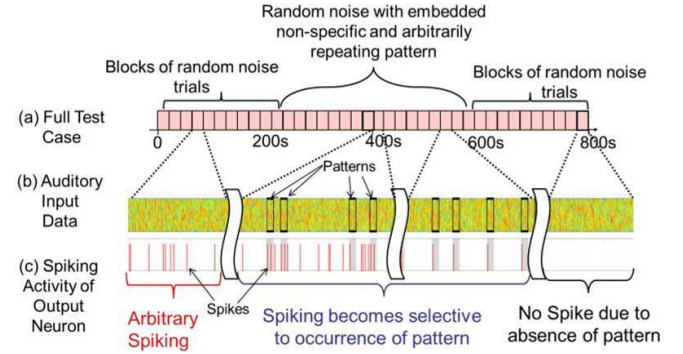 Random noise with embedded
non-specific and arbitrarily
repeating pattern
Blocks of random noise
trials
Blocks of random noise
trials
(a) Full Test
Case
0
200s
400s
600s
800s
(b) Auditory
Input
Data
Patterns
(c) Spiking
Activity of
Output
Neuron
Spikes
Arbitrary
Spiking
Spiking becomes selective
to occurrence of pattern
No Spike due to
absence of pattern